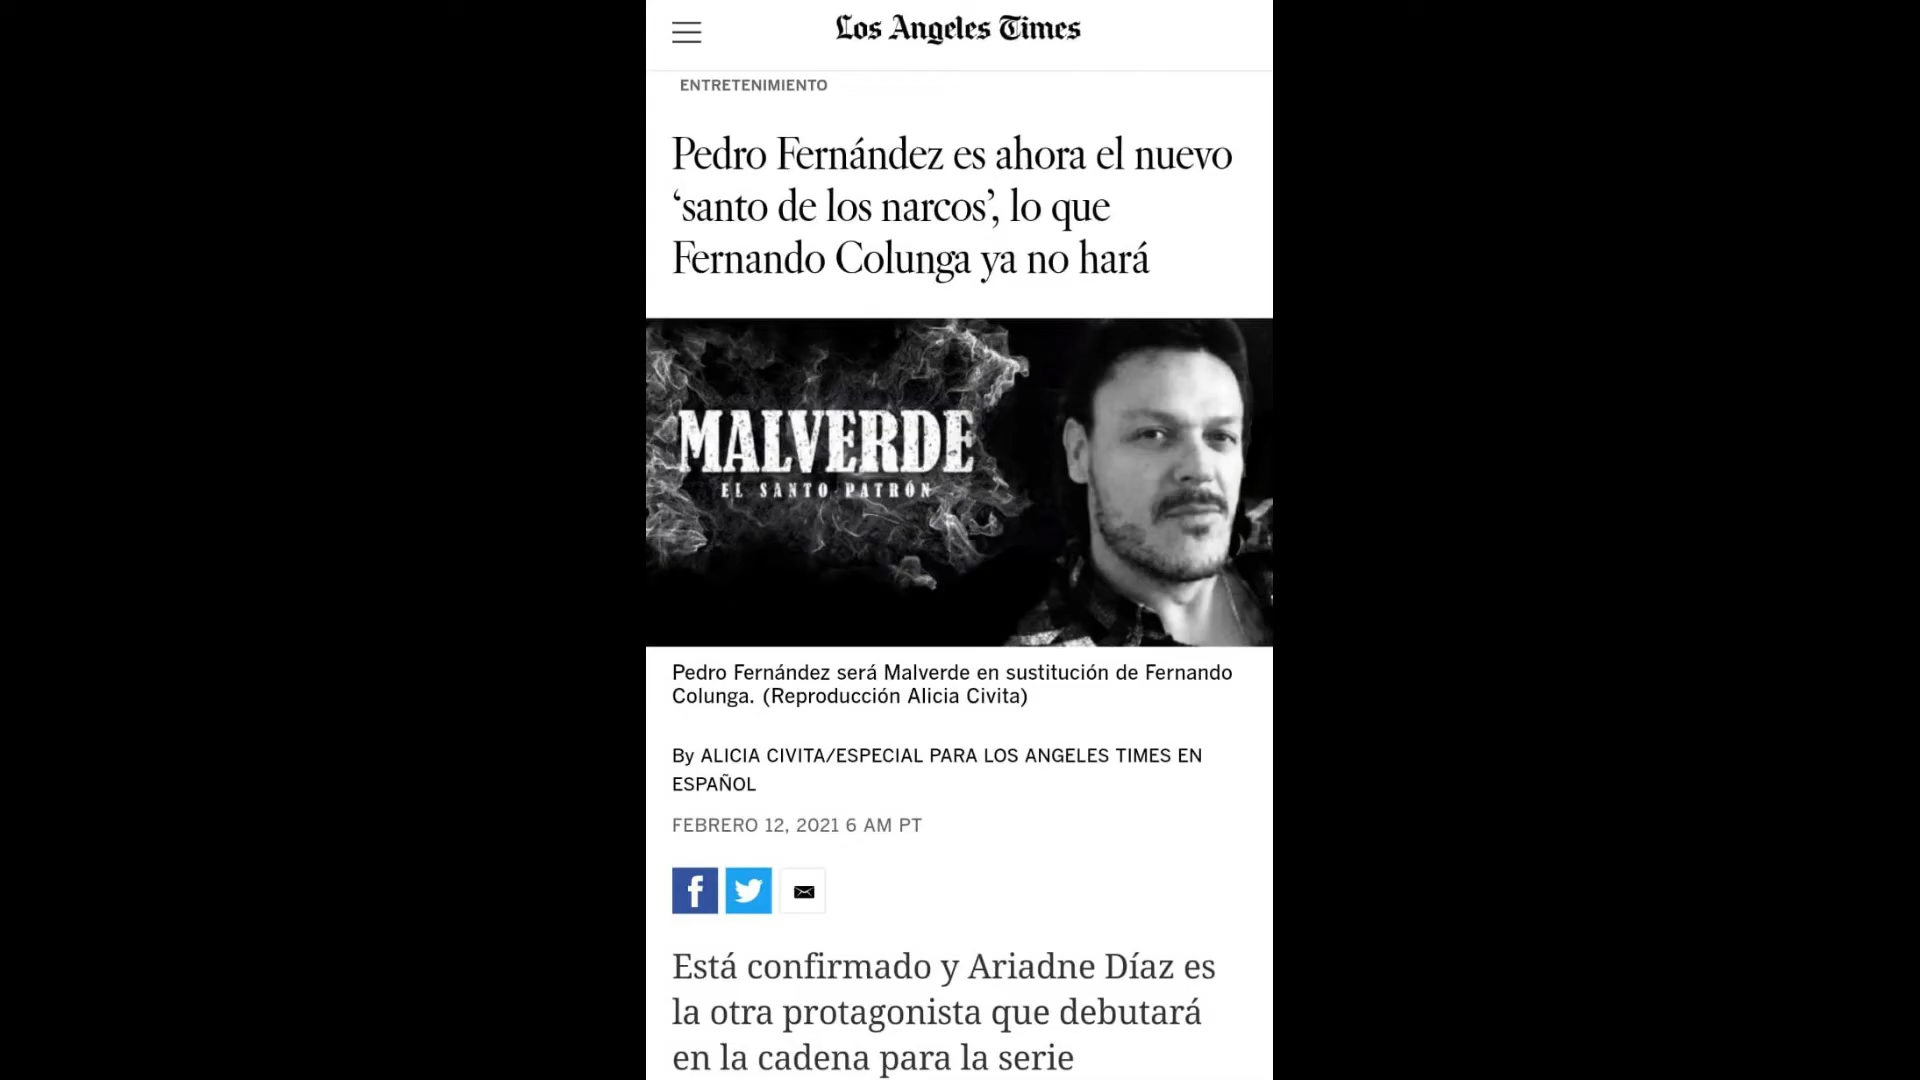 Los Angeles Times
ENTRETENIMIENTO
Pedro Fernández es ahora el nuevo
‘santo de los narcos’, lo que
Fernando Colunga ya no hará
MALVERDE
EL SANTO PATRÓN
Pedro Fernández será Malverde en sustitución de Fernando
Colunga. (Reproducción Alicia Civita)
By ALICIA CIVITA/ESPECIAL PARA LOS ANGELES TIMES EN
ESPAÑOL
FEBRERO 12, 2021 6 AM PT
Está confirmado y Ariadne Díaz es
la otra protagonista que debutará
en la cadena para la serie